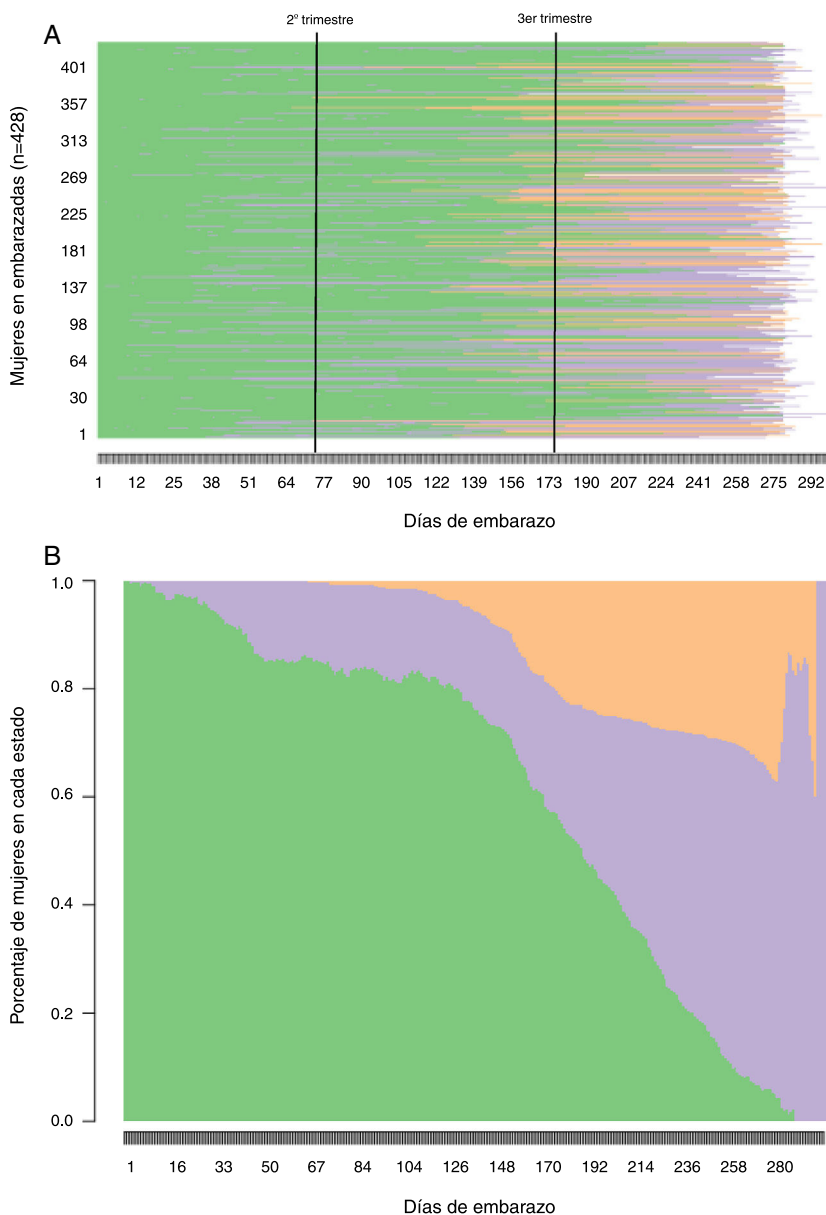 A
2º trimestre
3er trimestre
Mujeres en embarazadas (n=428)
401
357
313
269
225
181
137
98
64
30
1
1 12 25 38 51 64 77 90 105 122 139 156 173 190 207 224 241 258 275 292
Días de embarazo
B
Porcentaje de mujeres en cada estado
1.0
0.8
0.6
0.4
0.2
0.0
1 16 33 50 67 84 104 126 148 170 192 214 236 258 280
Días de embarazo